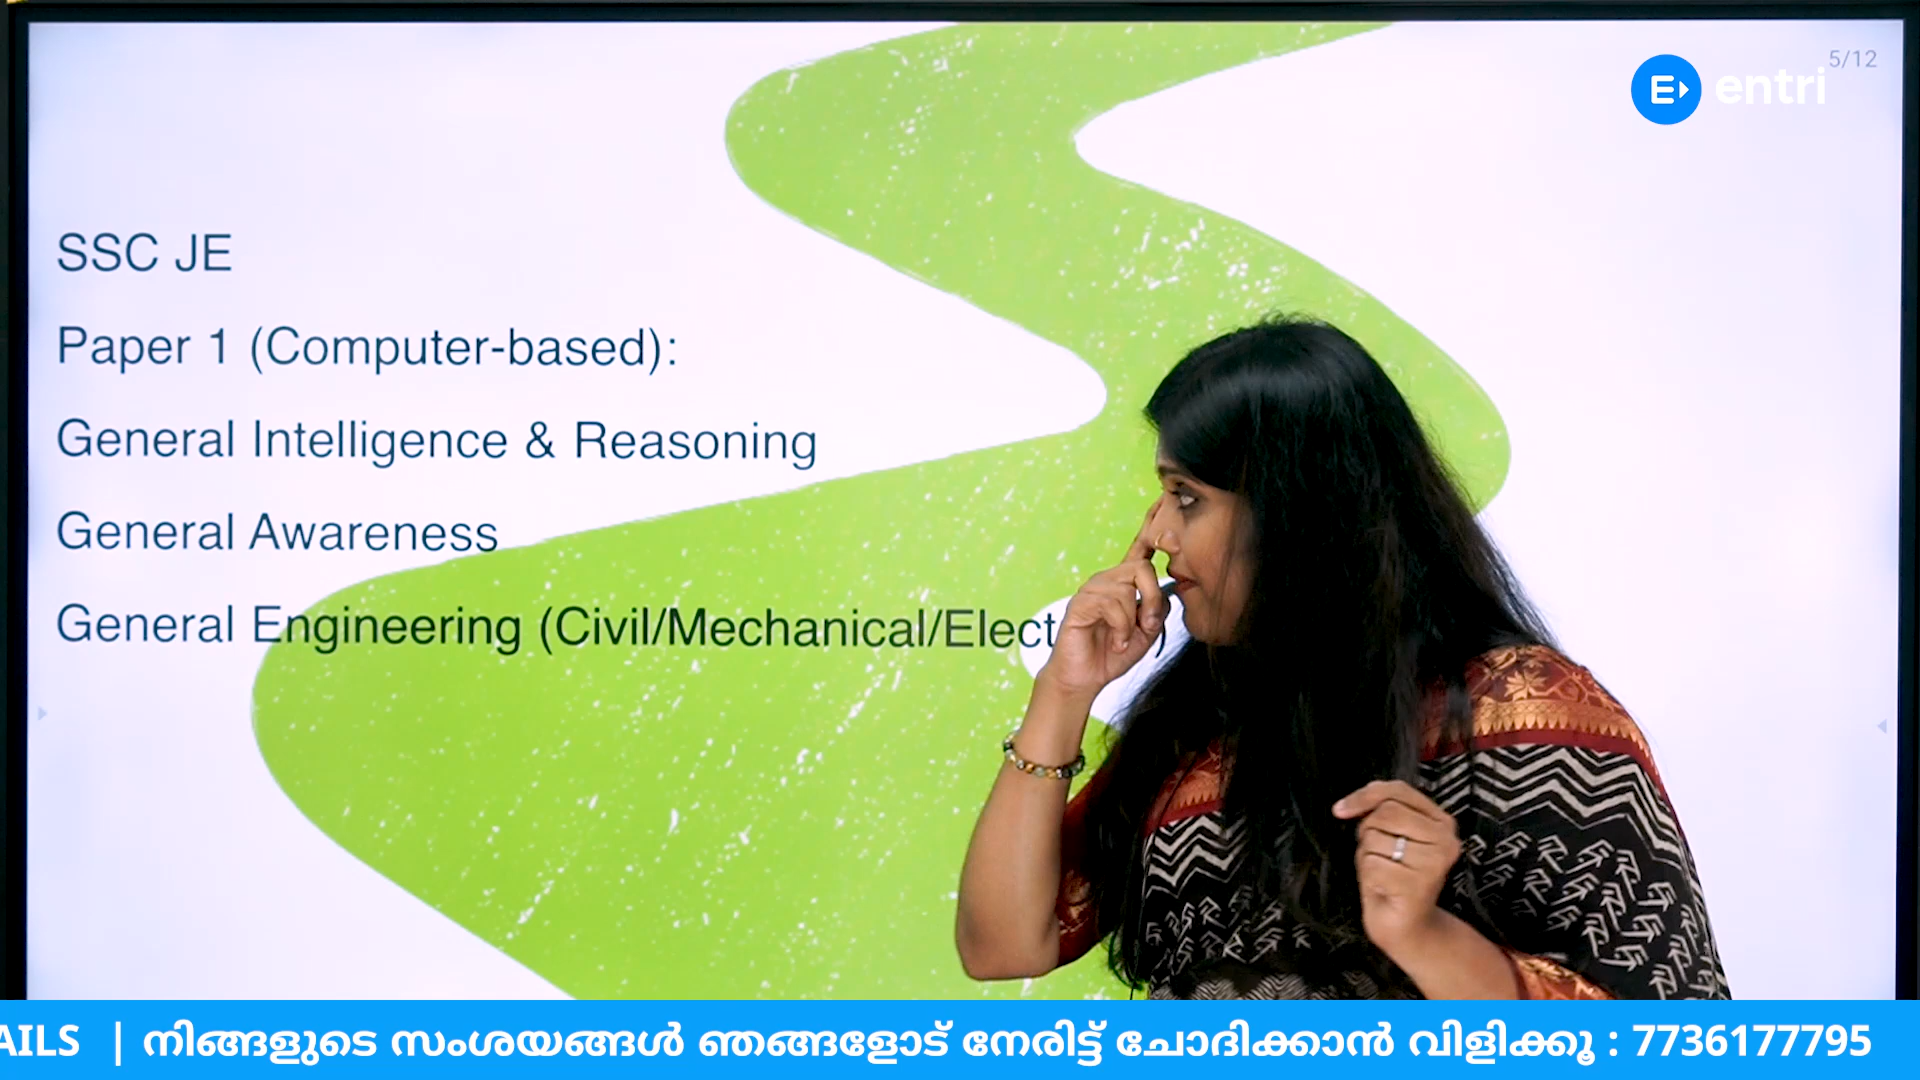 5/12
entri
SSC JE
Paper 1 (Computer-based):
General Intelligence & Reasoning
General Awareness
General Engineering (Civil/Mechanical/
AILS | നിങ്ങളുടെ സംശയങ്ങൾ ഞങ്ങളോട് നേരിട്ട് ചോദിക്കാൻ വിളിക്കൂ : 7736177795